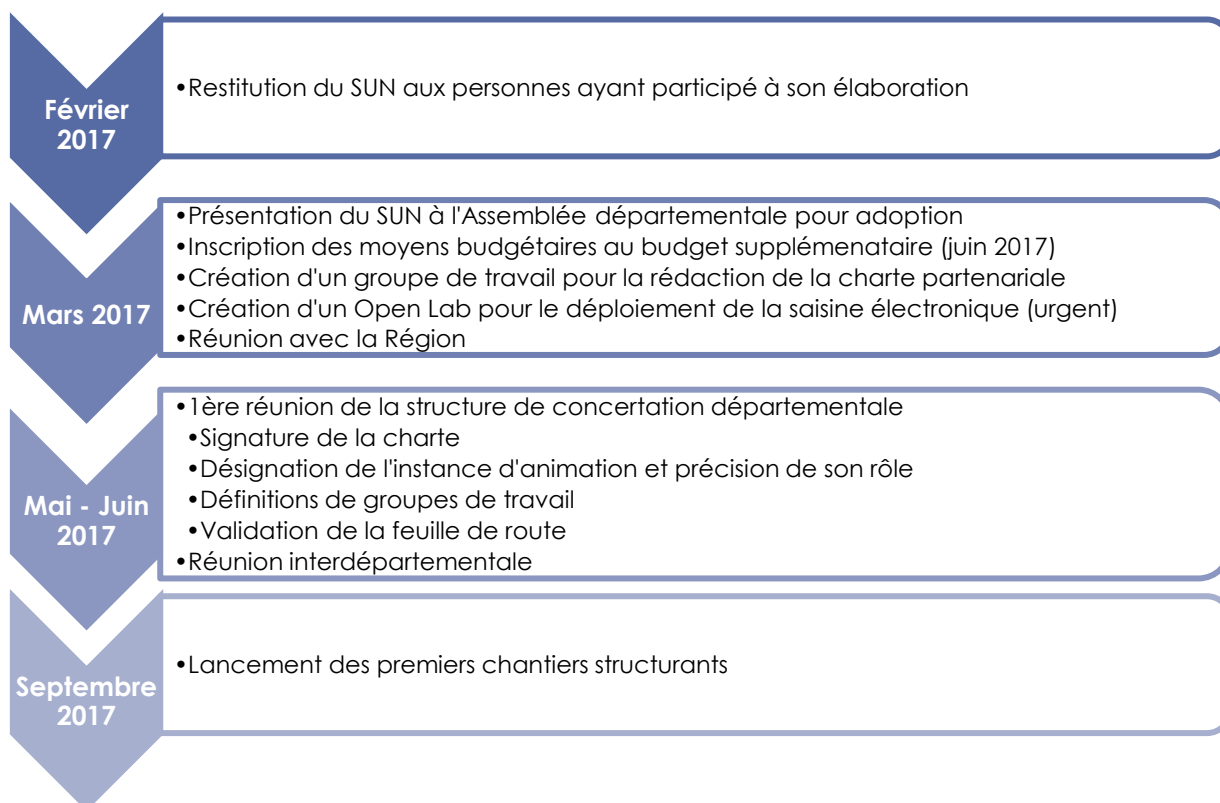 Février
2017
•Restitution du SUN aux personnes ayant participé à son élaboration
Mars 2017
•Présentation du SUN à l'Assemblée départementale pour adoption
•Inscription des moyens budgétaires au budget supplémenataire (juin 2017)
•Création d'un groupe de travail pour la rédaction de la charte partenariale
•Création d'un Open Lab pour le déploiement de la saisine électronique (urgent)
•Réunion avec la Région
Mai - Juin
2017
•1ère réunion de la structure de concertation départementale
•Signature de la charte
•Désignation de l'instance d'animation et précision de son rôle
•Définitions de groupes de travail
•Validation de la feuille de route
•Réunion interdépartementale
Septembre
2017
•Lancement des premiers chantiers structurants